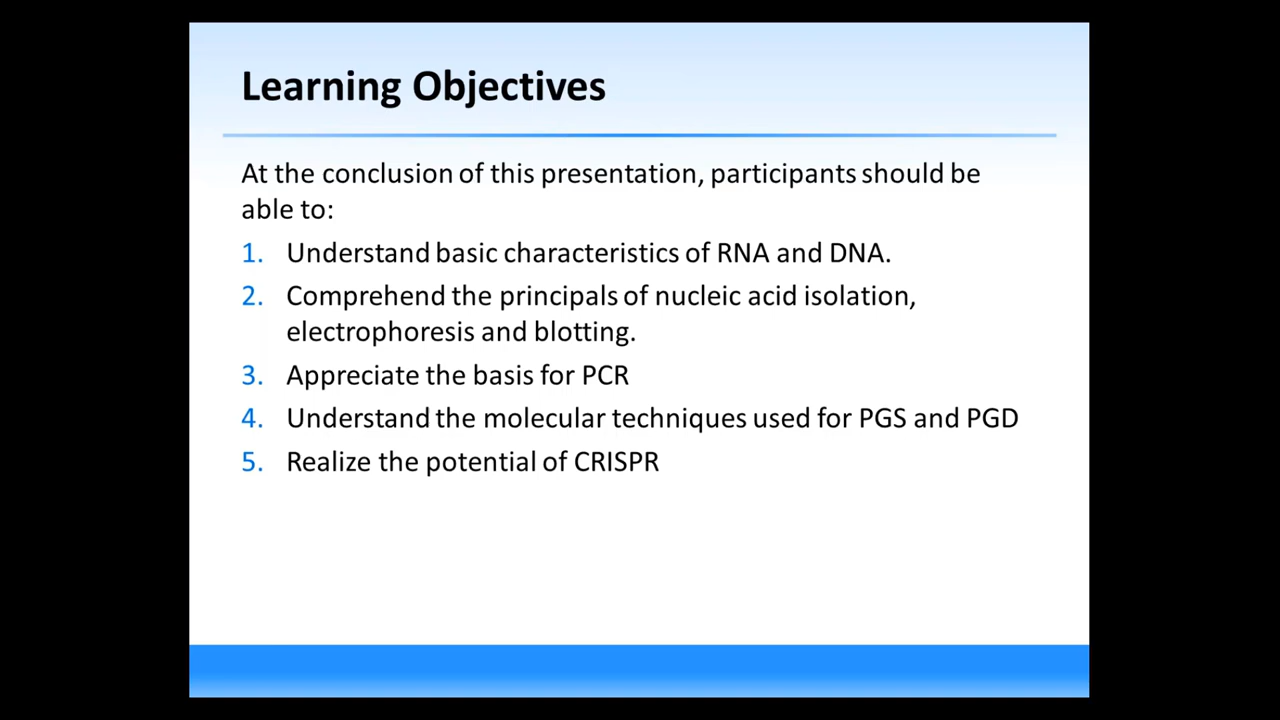 Learning Objectives
At the conclusion of this presentation, participants should be
able to:
1. Understand basic characteristics of RNA and DNA.
2. Comprehend the principals of nucleic acid isolation,
electrophoresis and blotting.
3. Appreciate the basis for PCR
4. Understand the molecular techniques used for PGS and PGD
5. Realize the potential of CRISPR